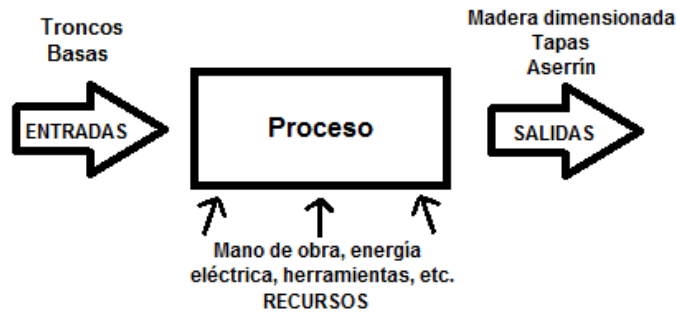 Troncos
Basas
ENTRADAS
Proceso
Madera dimensionada
Tapas
Aserrín
SALIDAS
Mano de obra, energía
eléctrica, herramientas, etc.
RECURSOS